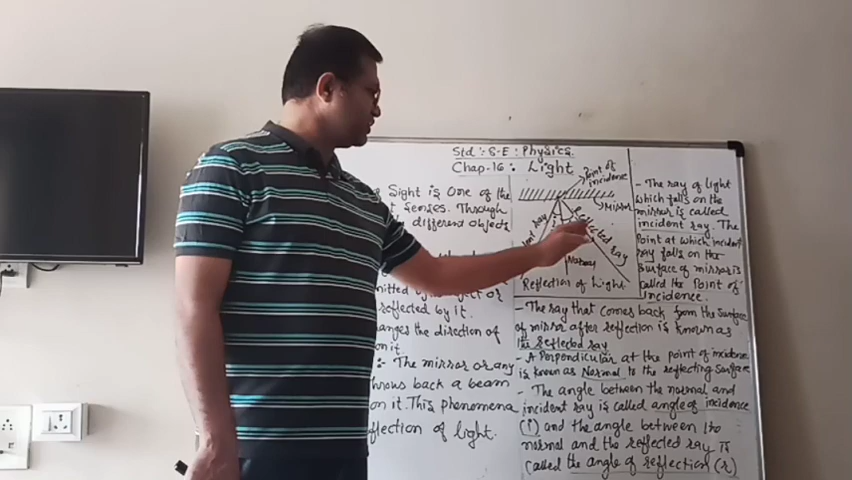 Std : 8-E : Physics
Chap-16 : Light
Sight is One of the
Senses. Through
different objects
or
reflected by it.
changes the direction of
on it.
:- The mirror or any
throws back a beam
on it. This phenomena
reflection of light.
Point of
incidence
Mirror
ray
Reflected ray
Normal
Reflection of Light
- The ray of light
which falls on the
mirror is called
incident ray. The
Point at which incident
ray falls on the
surface of mirror is
called the Point of
incidence.
- The ray that comes back from the surface
of mirror after reflection is known as
the reflected ray
- A Perpendicular at the point of incidence
is known as Normal to the reflecting surface
- The angle between the normal and
incident ray is called angle of incidence
(i) and the angle between the
normal and the reflected ray is
called the angle of reflection (r)